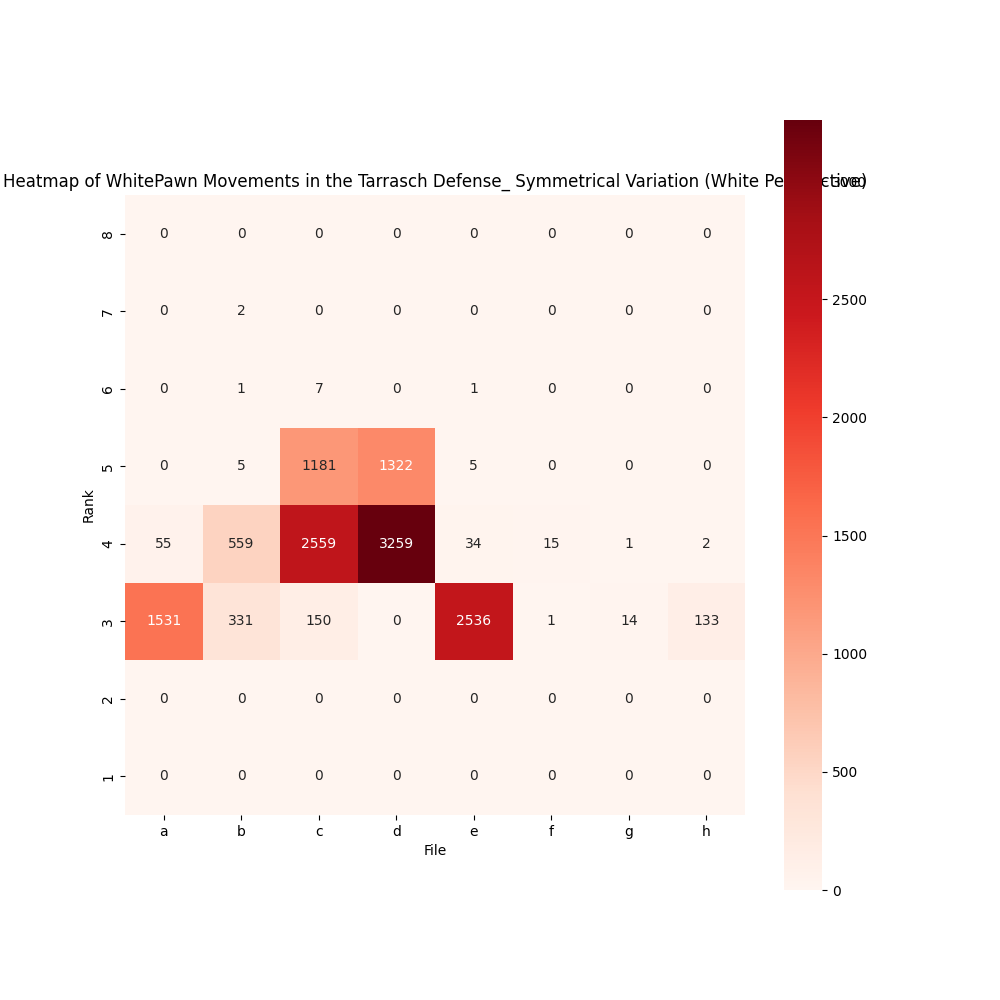 Heatmap of WhitePawn Movements in the Tarrasch Defense_ Symmetrical Variation (White Perspective)
8 0 0 0 0 0 0 0 0
7 0 2 0 0 0 0 0 0
6 0 1 7 0 1 0 0 0
5 0 5 1181 1322 5 0 0 0
4 55 559 2559 3259 34 15 1 2
3 1531 331 150 0 2536 1 14 133
2 0 0 0 0 0 0 0 0
1 0 0 0 0 0 0 0 0
Rank
a b c d e f g h
File
3000
2500
2000
1500
1000
500
0